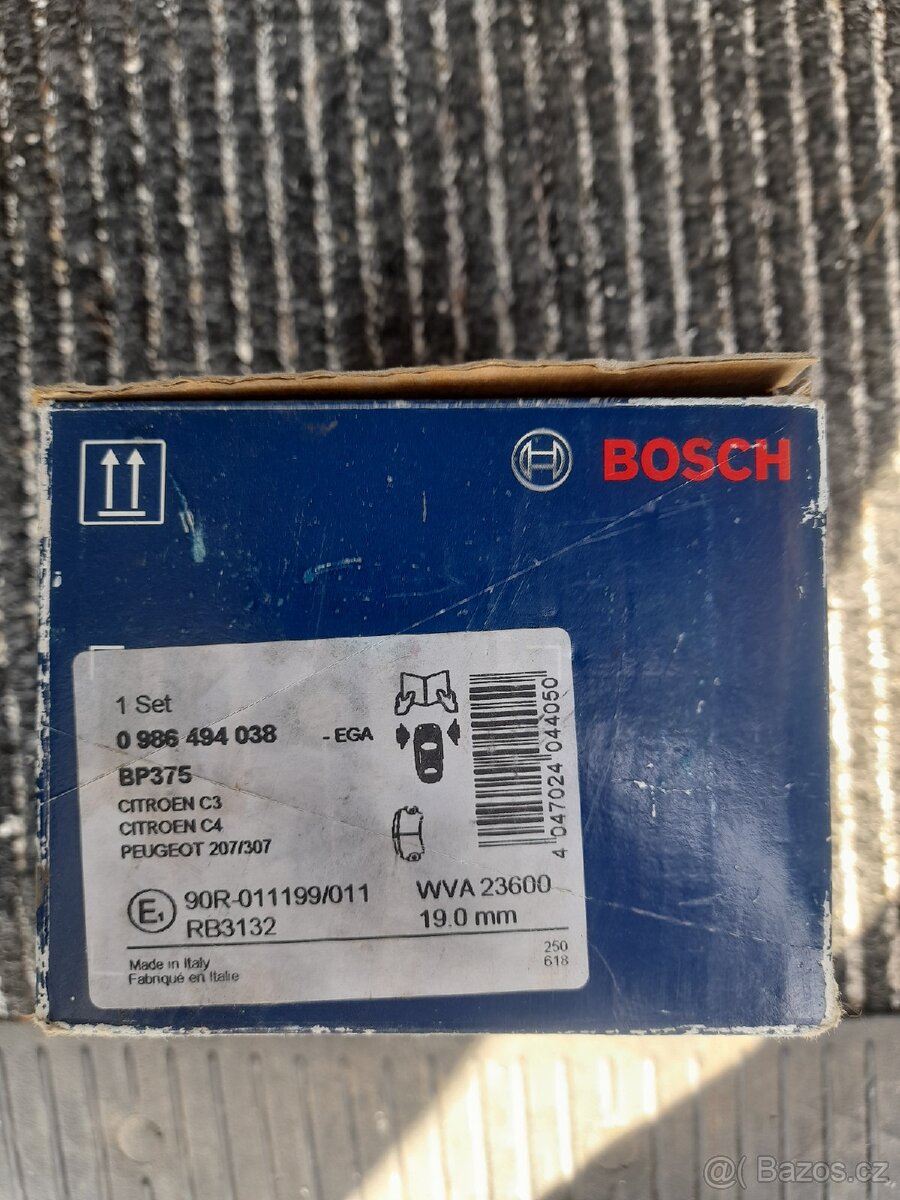 BOSCH
1 Set
0 986 494 038 - EGA
BP375
CITROEN C3
CITROEN C4
PEUGEOT 207/307
E1 90R-011199/011
RB3132
WVA 23600
19.0 mm
4 047024 044050
Made in Italy
Fabriqué en Italie
250
618
@( Bazos.cz